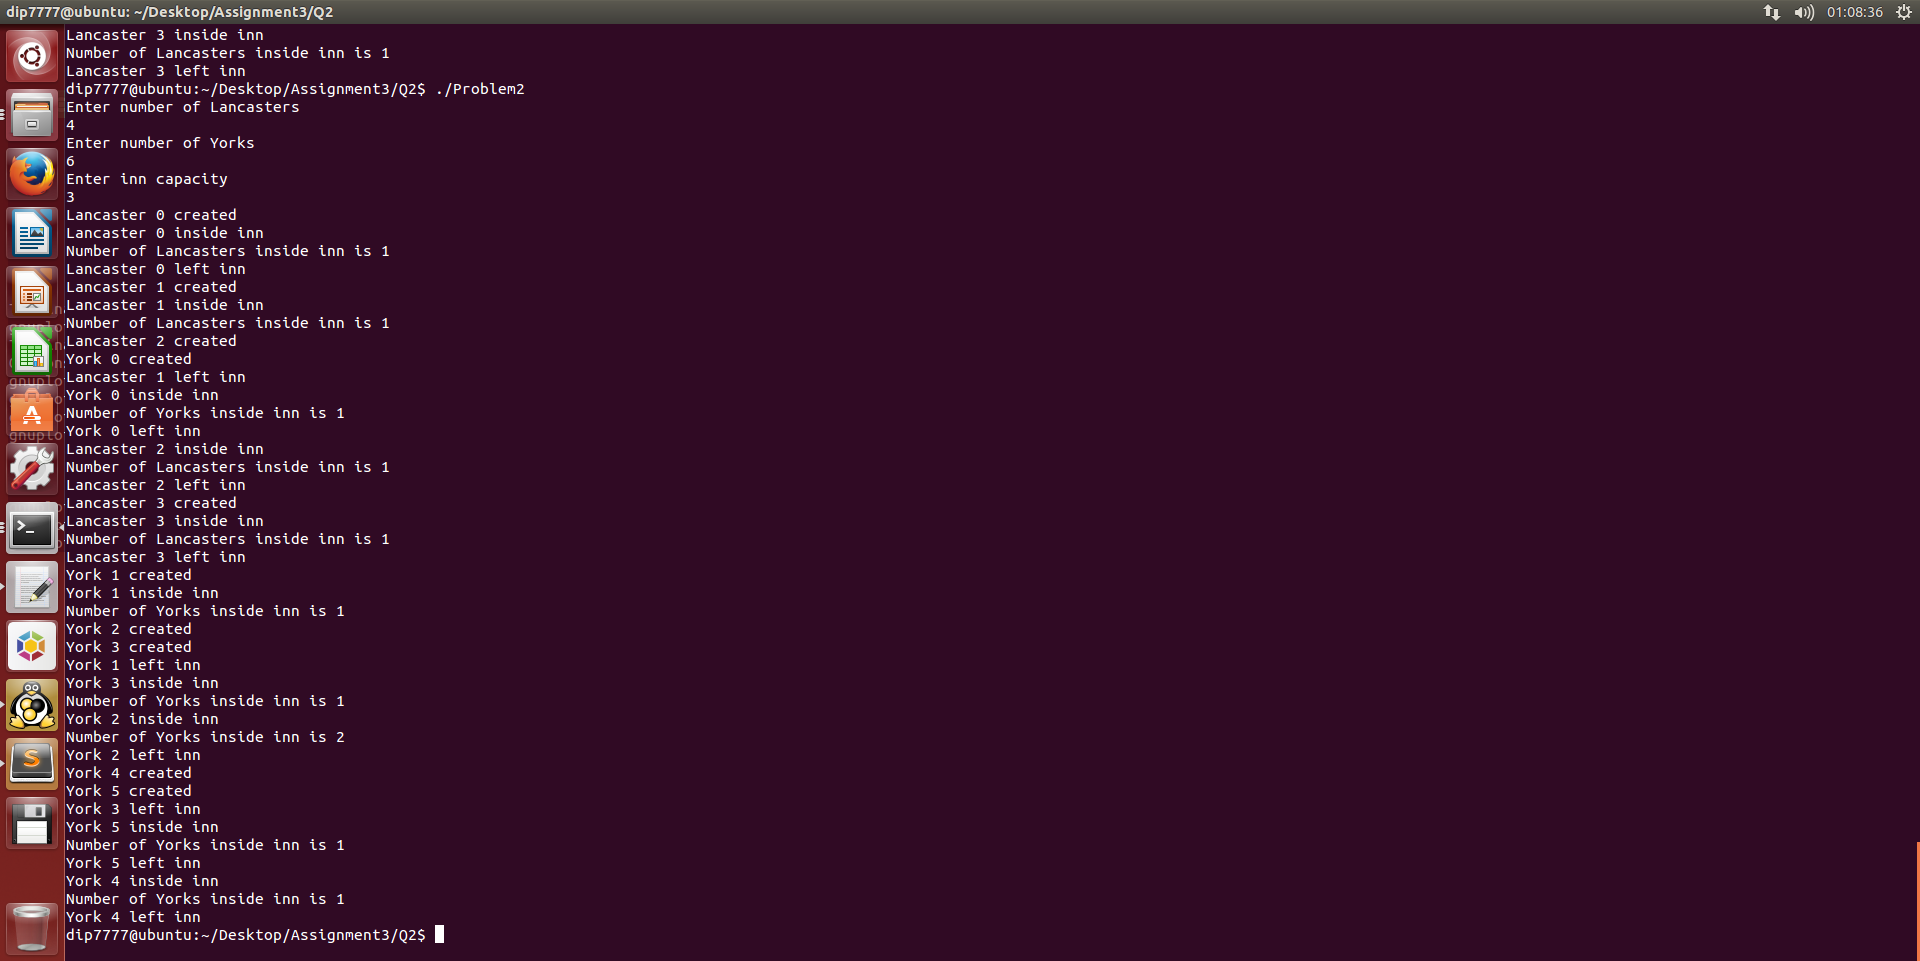 dip7777@ubuntu: ~/Desktop/Assignment3/Q2
01:08:36
Lancaster 3 inside inn
Number of Lancasters inside inn is 1
Lancaster 3 left inn
dip7777@ubuntu:~/Desktop/Assignment3/Q2$ ./Problem2
Enter number of Lancasters
4
Enter number of Yorks
6
Enter inn capacity
3
Lancaster 0 created
Lancaster 0 inside inn
Number of Lancasters inside inn is 1
Lancaster 0 left inn
Lancaster 1 created
Lancaster 1 inside inn
Number of Lancasters inside inn is 1
Lancaster 2 created
York 0 created
Lancaster 1 left inn
York 0 inside inn
Number of Yorks inside inn is 1
York 0 left inn
Lancaster 2 inside inn
Number of Lancasters inside inn is 1
Lancaster 2 left inn
Lancaster 3 created
Lancaster 3 inside inn
Number of Lancasters inside inn is 1
Lancaster 3 left inn
York 1 created
York 1 inside inn
Number of Yorks inside inn is 1
York 2 created
York 3 created
York 1 left inn
York 3 inside inn
Number of Yorks inside inn is 1
York 2 inside inn
Number of Yorks inside inn is 2
York 2 left inn
York 4 created
York 5 created
York 3 left inn
York 5 inside inn
Number of Yorks inside inn is 1
York 5 left inn
York 4 inside inn
Number of Yorks inside inn is 1
York 4 left inn
dip7777@ubuntu:~/Desktop/Assignment3/Q2$